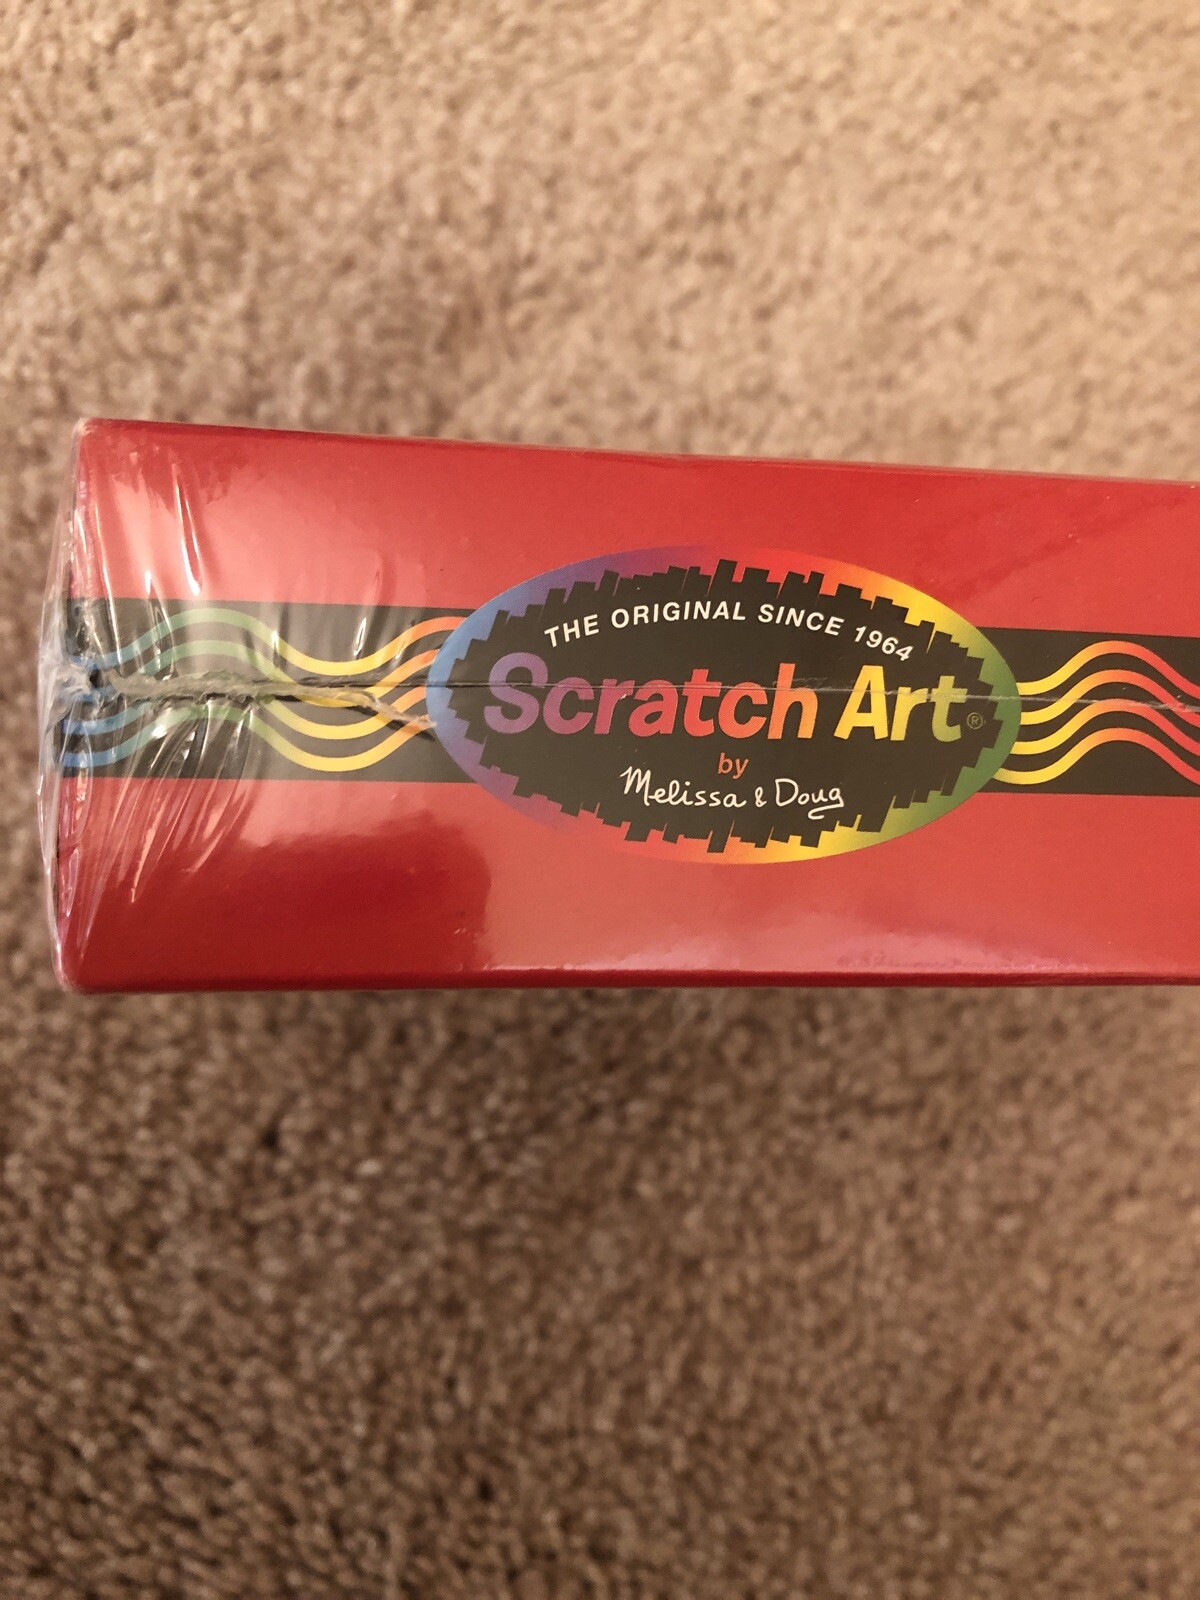 THE ORIGINAL SINCE 1964
Scratch Art®
by
Melissa & Doug